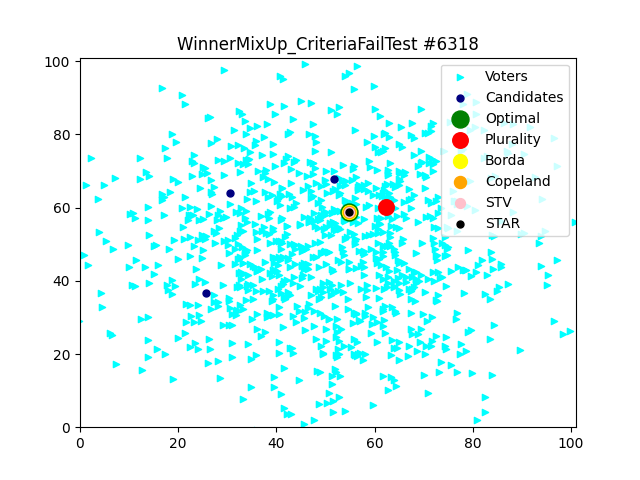 WinnerMixUp_CriteriaFailTest #6318
100
80
60
40
20
0
0
20
40
60
80
100
Voters
Candidates
Optimal
Plurality
Borda
Copeland
STV
STAR